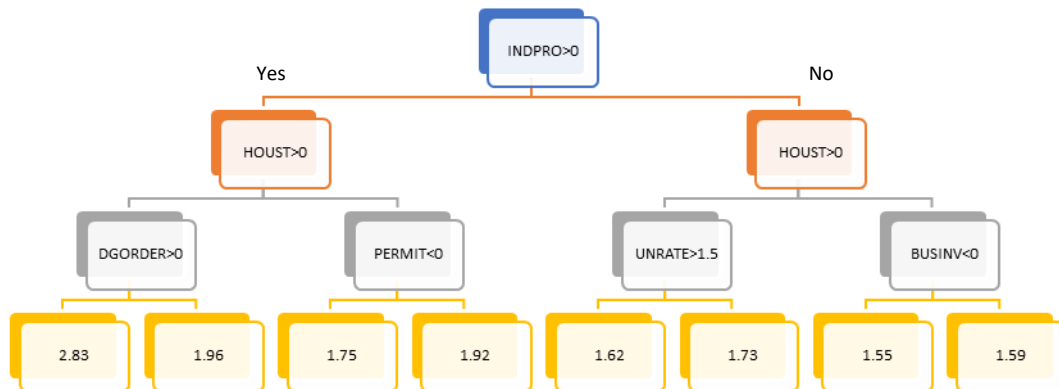 INDPRO>0
Yes
No
HOUST>0
HOUST>0
DGORDER>0
PERMIT<0
UNRATE>1.5
BUSINV<0
2.83
1.96
1.75
1.92
1.62
1.73
1.55
1.59